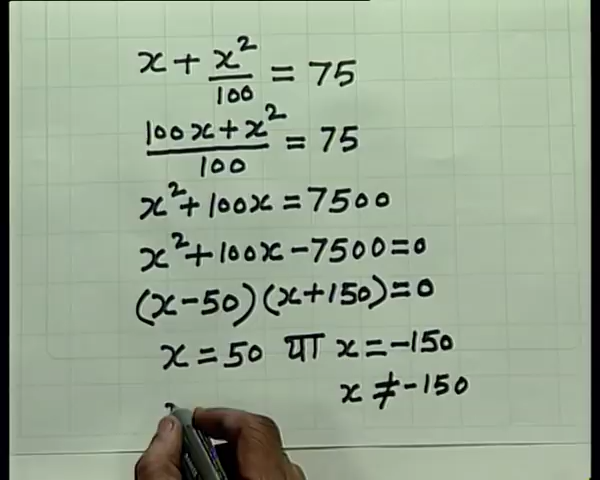 x + x²/100 = 75
(100x + x²)/100 = 75
x² + 100x = 7500
x² + 100x - 7500 = 0
(x - 50) (x + 150) = 0
x = 50 या x = -150
x ≠ -150